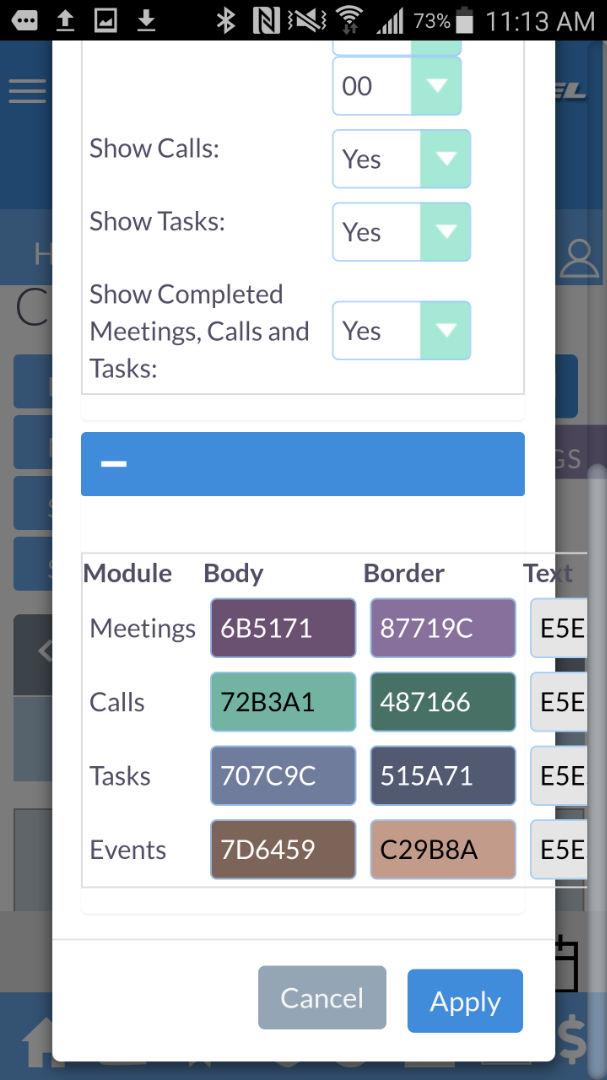 73% 11:13 AM
EL
00
Show Calls: Yes
Show Tasks: Yes
Show Completed
Meetings, Calls and Yes
Tasks:
GS
Module Body Border Text
Meetings 6B5171 87719C E5E
Calls 72B3A1 487166 E5E
Tasks 707C9C 515A71 E5E
Events 7D6459 C29B8A E5E
Cancel Apply
$